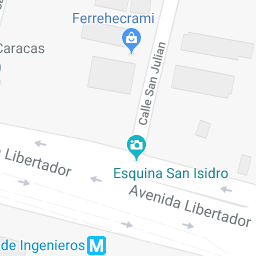 Ferrehecrami
Caracas
Calle San Julian
Libertador
Esquina San Isidro
Avenida Libertador
de Ingenieros M